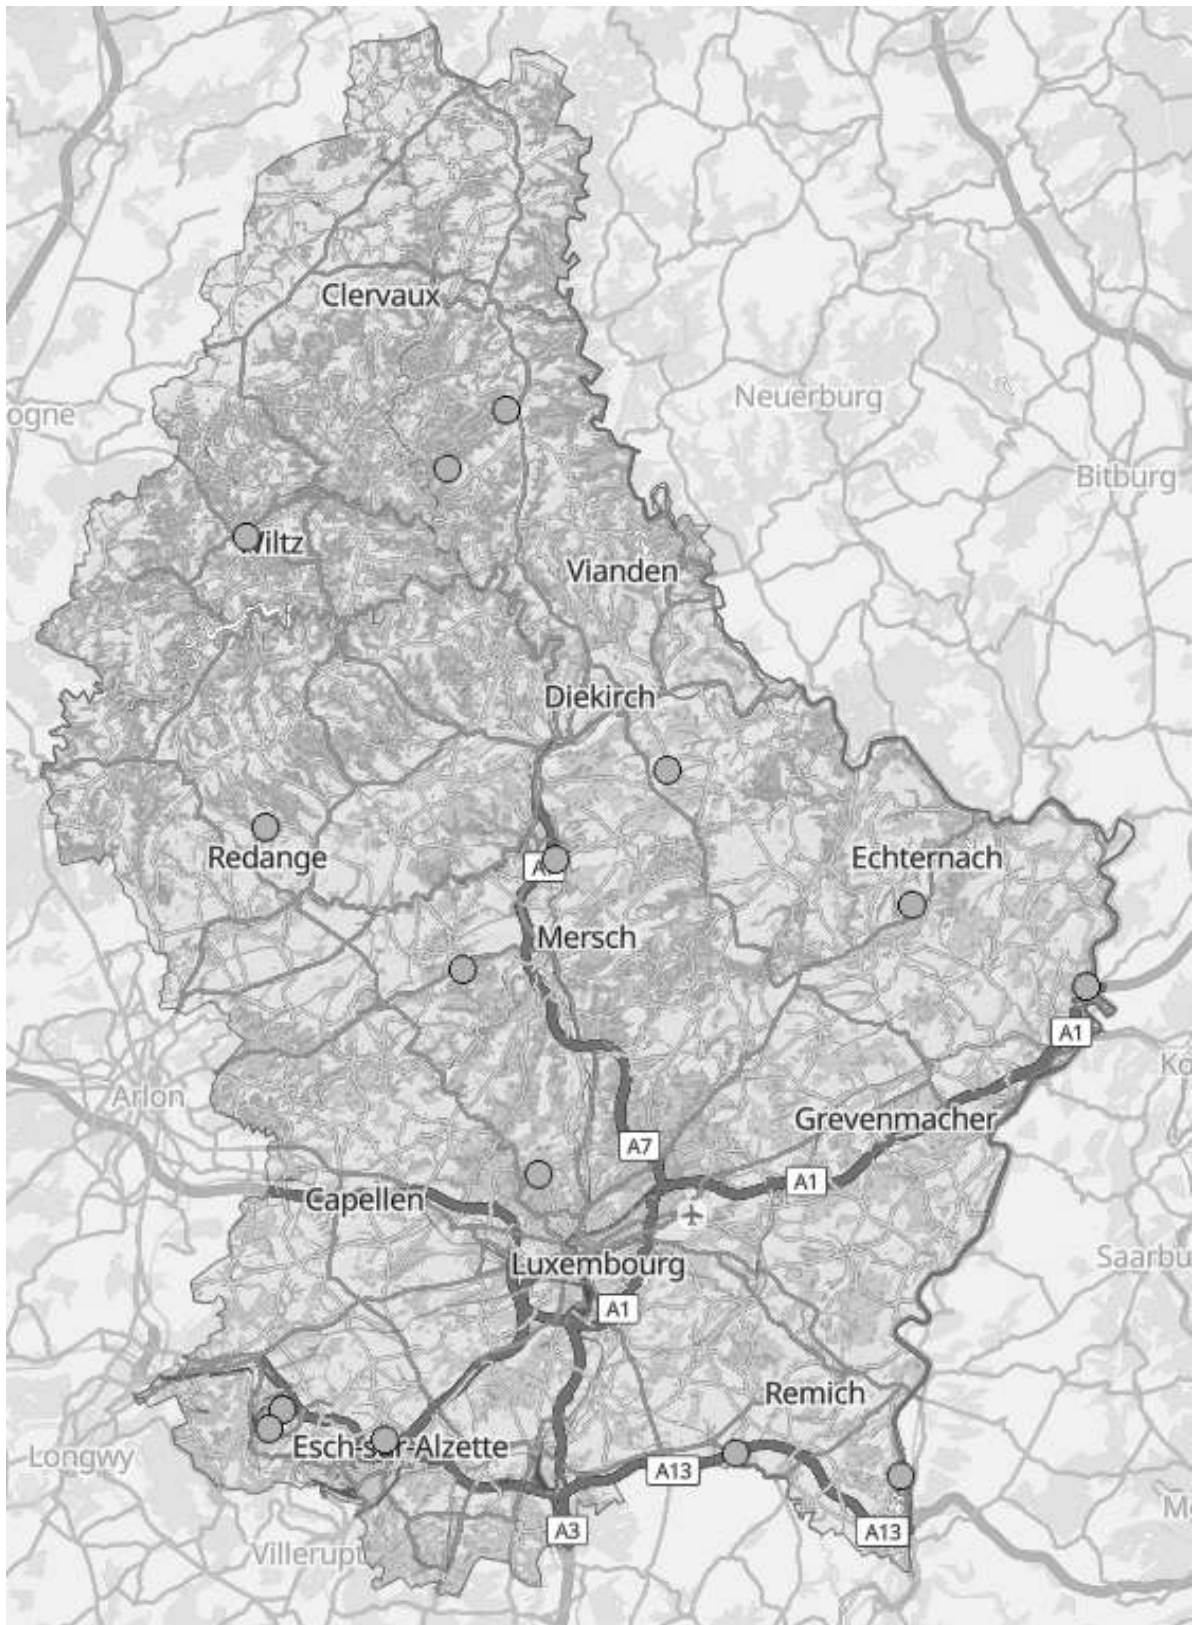 Clervaux
Neuerburg
ogne
Bitburg
Wiltz
Vianden
Diekirch
Redange
Echternach
Mersch
A1
Arlon
Grevenmacher
A7
A1
Capellen
Saarbu
Luxembourg
A1
Remich
Esch-sur-Alzette
Longwy
A13
A3
A13
Villerupt